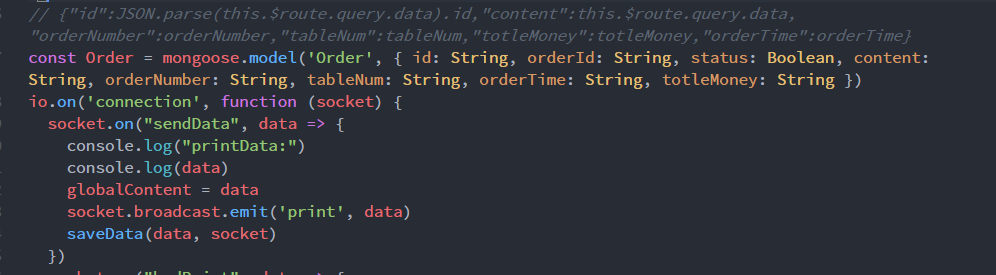 // {"id":JSON.parse(this.$route.query.data).id,"content":this.$route.query.data,
"orderNumber":orderNumber,"tableNum":tableNum,"totleMoney":totleMoney,"orderTime":orderTime}
const Order = mongoose.model('Order', { id: String, orderId: String, status: Boolean, content:
String, orderNumber: String, tableNum: String, orderTime: String, totleMoney: String })
io.on('connection', function (socket) {
socket.on("sendData", data => {
console.log("printData:")
console.log(data)
globalContent = data
socket.broadcast.emit('print', data)
saveData(data, socket)
})